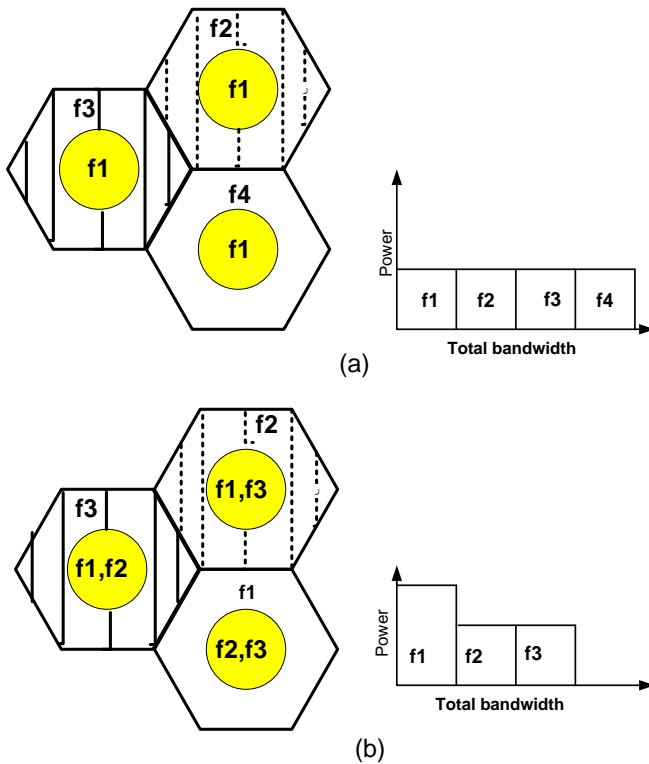 f2
f1
f3
f1
f4
f1
Power
f1 f2 f3 f4
Total bandwidth
(a)
f2
f1,f3
f3
f1,f2
f1
f2,f3
Power
f1 f2 f3
Total bandwidth
(b)